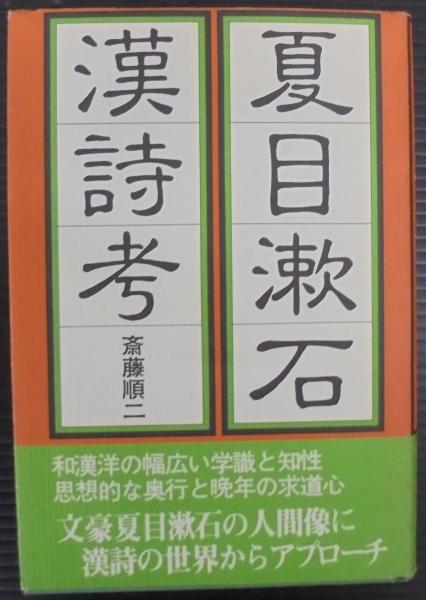 夏目漱石
漢詩考
斎藤順二
和漢洋の幅広い学識と知性
思想的な奥行と晩年の求道心
文豪夏目漱石の人間像に
漢詩の世界からアプローチ